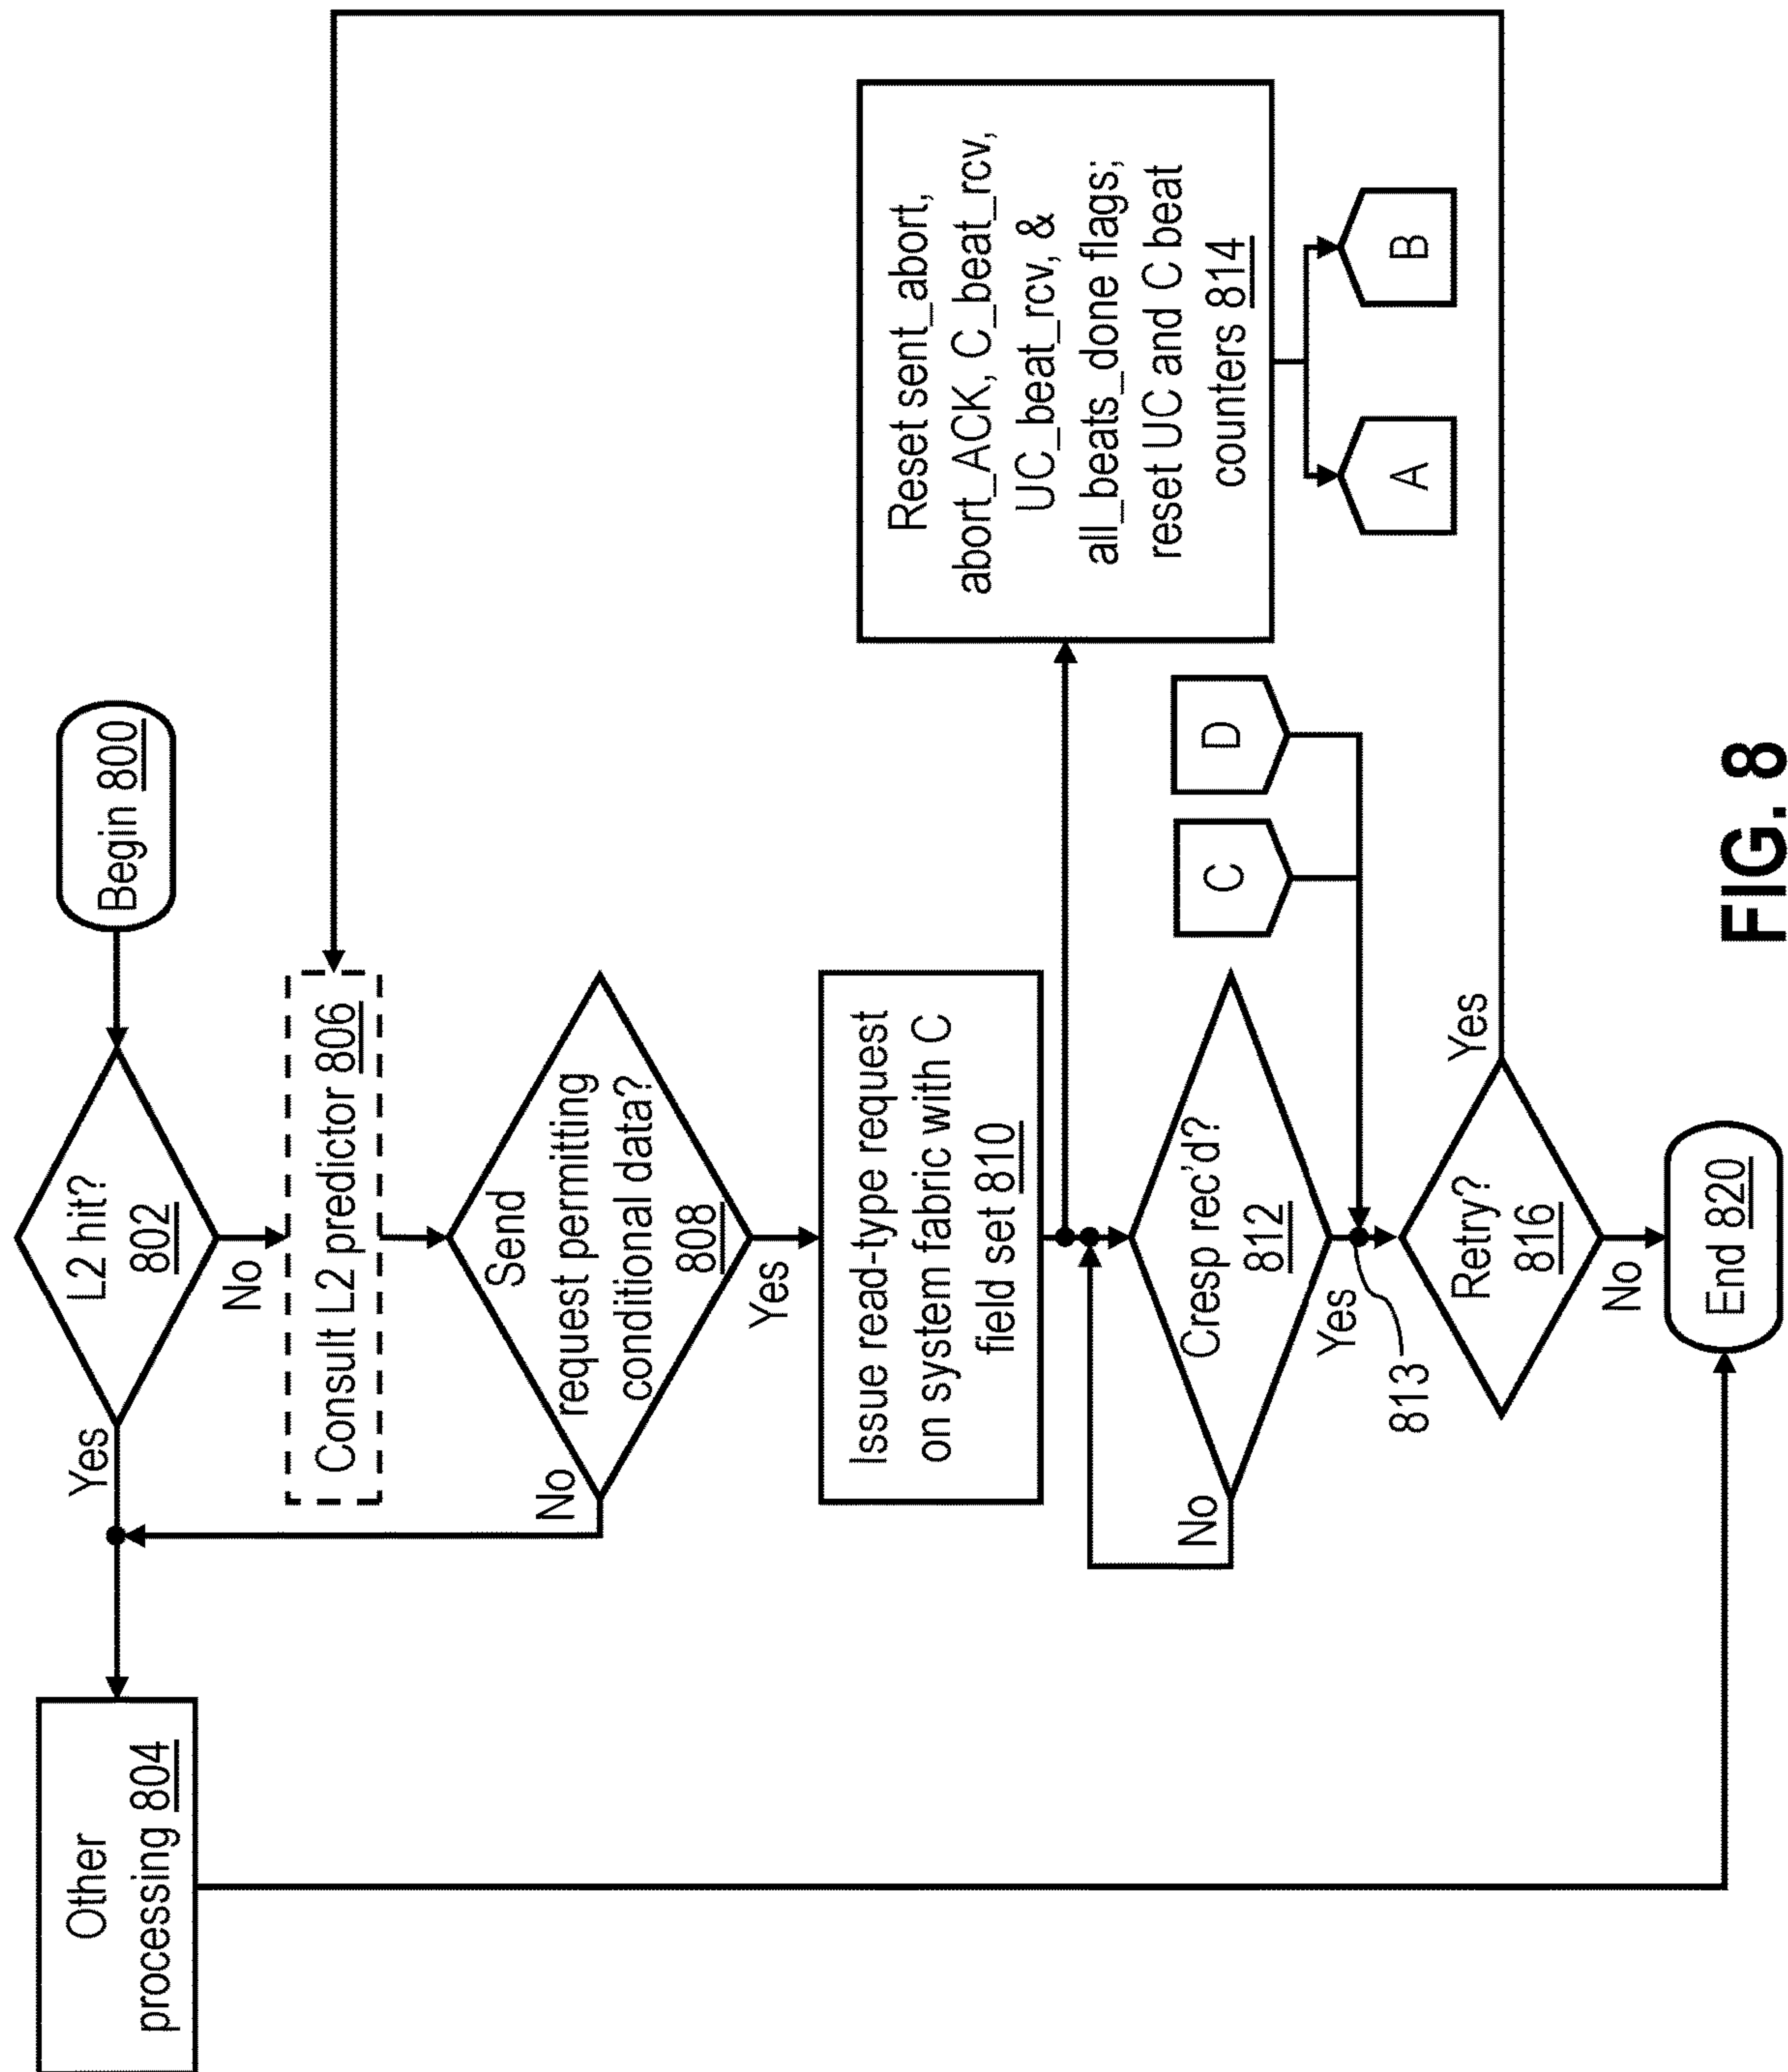 Begin 800
L2 hit?
802
Yes
No
Other
processing 804
Consult L2 predictor 806
Send
request permitting
conditional data?
808
No
Yes
Issue read-type request
on system fabric with C
field set 810
Reset sent_abort,
abort_ACK, C_beat_rcv,
UC_beat_rcv, &
all_beats_done flags;
reset UC and C beat
counters 814
A
B
C
D
Cresp rec'd?
812
No
Yes
813
Retry?
816
Yes
No
End 820
FIG. 8